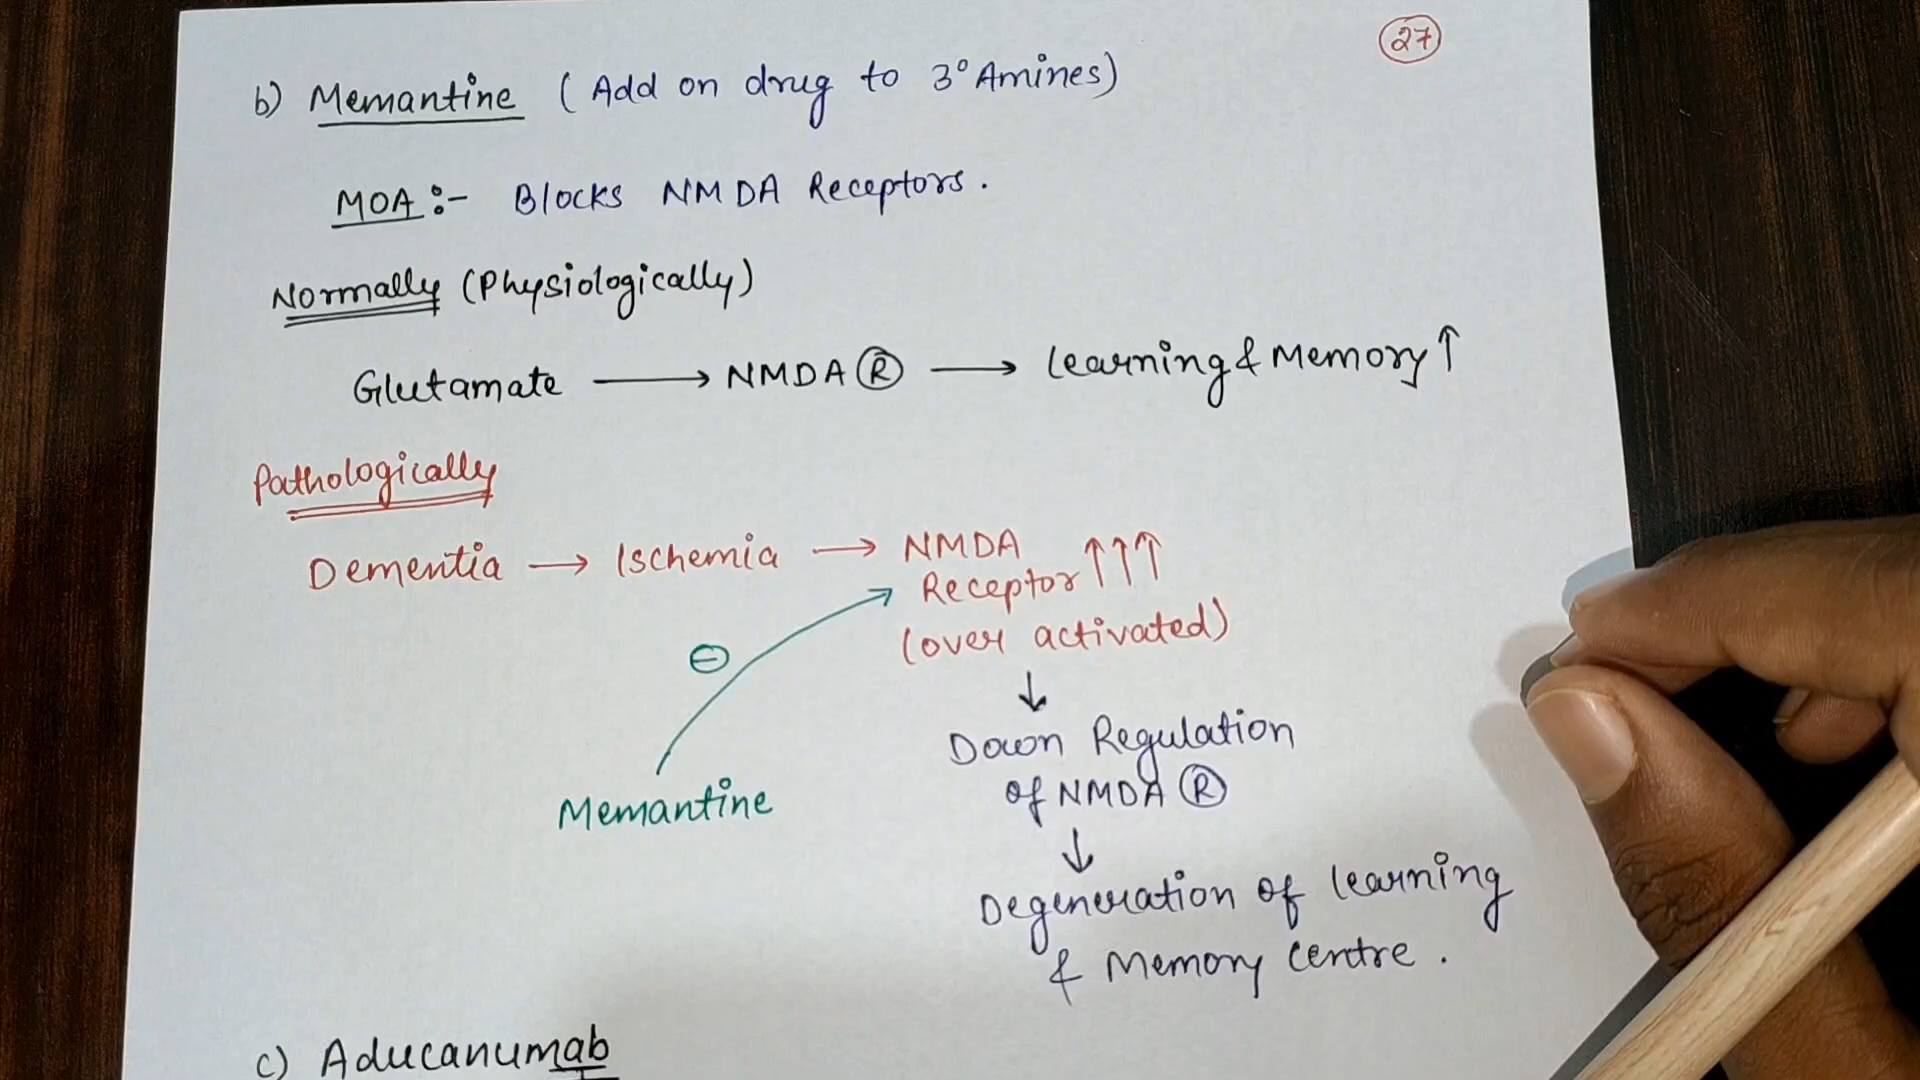 27
b) Memantine (Add on drug to 3° Amines)
MOA :- Blocks NMDA Receptors.
Normally (Physiologically)
Glutamate → NMDA Ⓡ → Learning & Memory ↑
Pathologically
Dementia → Ischemia → NMDA
Receptor ↑↑↑
(over activated)
⊖
↓
Down Regulation
of NMDA Ⓡ
Memantine
↓
Degeneration of learning
& Memory centre.
c) Aducanumab